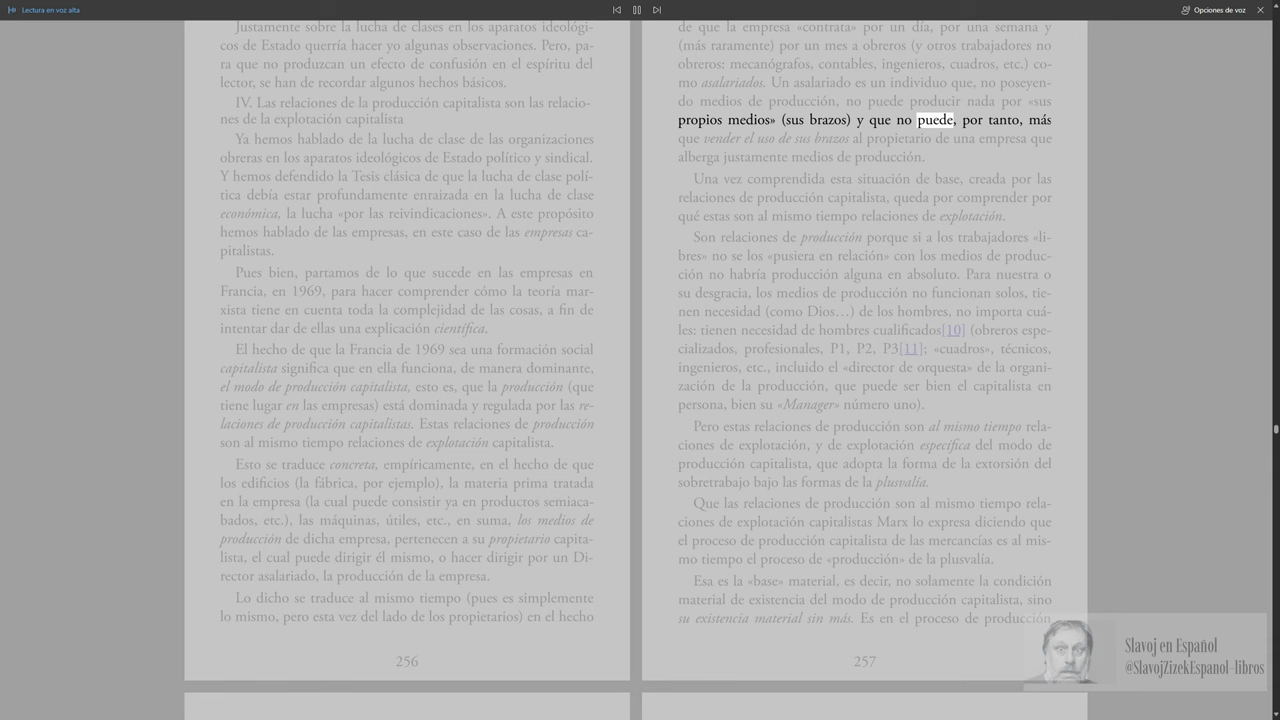 Lectura en voz alta
Opciones de voz
Justamente sobre la lucha de clases en los aparatos ideológi-
cos de Estado querría hacer yo algunas observaciones. Pero, pa-
ra que no produzcan un efecto de confusión en el espíritu del
lector, se han de recordar algunos hechos básicos.
IV. Las relaciones de la producción capitalista son las relacio-
nes de la explotación capitalista
Ya hemos hablado de la lucha de clase de las organizaciones
obreras en los aparatos ideológicos de Estado político y sindical.
Y hemos defendido la Tesis clásica de que la lucha de clase polí-
tica debía estar profundamente enraizada en la lucha de clase
económica, la lucha «por las reivindicaciones». A este propósito
hemos hablado de las empresas, en este caso de las empresas ca-
pitalistas.
Pues bien, partamos de lo que sucede en las empresas en
Francia, en 1969, para hacer comprender cómo la teoría mar-
xista tiene en cuenta toda la complejidad de las cosas, a fin de
intentar dar de ellas una explicación científica.
El hecho de que la Francia de 1969 sea una formación social
capitalista significa que en ella funciona, de manera dominante,
el modo de producción capitalista, esto es, que la producción (que
tiene lugar en las empresas) está dominada y regulada por las re-
laciones de producción capitalistas. Estas relaciones de producción
son al mismo tiempo relaciones de explotación capitalista.
Esto se traduce concreta, empíricamente, en el hecho de que
los edificios (la fábrica, por ejemplo), la materia prima tratada
en la empresa (la cual puede consistir ya en productos semiaca-
bados, etc.), las máquinas, útiles, etc., en suma, los medios de
producción de dicha empresa, pertenecen a su propietario capita-
lista, el cual puede dirigir él mismo, o hacer dirigir por un Di-
rector asalariado, la producción de la empresa.
Lo dicho se traduce al mismo tiempo (pues es simplemente
lo mismo, pero esta vez del lado de los propietarios) en el hecho
256
de que la empresa «contrata» por un día, por una semana y
(más raramente) por un mes a obreros (y otros trabajadores no
obreros: mecanógrafos, contables, ingenieros, cuadros, etc.) co-
mo asalariados. Un asalariado es un individuo que, no poseyen-
do medios de producción, no puede producir nada por «sus
propios medios» (sus brazos) y que no puede, por tanto, más
que vender el uso de sus brazos al propietario de una empresa que
alberga justamente medios de producción.
Una vez comprendida esta situación de base, creada por las
relaciones de producción capitalista, queda por comprender por
qué estas son al mismo tiempo relaciones de explotación.
Son relaciones de producción porque si a los trabajadores «li-
bres» no se los «pusiera en relación» con los medios de produc-
ción no habría producción alguna en absoluto. Para nuestra o
su desgracia, los medios de producción no funcionan solos, tie-
nen necesidad (como Dios…) de los hombres, no importa cuá-
les: tienen necesidad de hombres cualificados[10] (obreros espe-
cializados, profesionales, P1, P2, P3[11]; «cuadros», técnicos,
ingenieros, etc., incluido el «director de orquesta» de la organi-
zación de la producción, que puede ser bien el capitalista en
persona, bien su «Manager» número uno).
Pero estas relaciones de producción son al mismo tiempo rela-
ciones de explotación, y de explotación específica del modo de
producción capitalista, que adopta la forma de la extorsión del
sobretrabajo bajo las formas de la plusvalía.
Que las relaciones de producción son al mismo tiempo rela-
ciones de explotación capitalistas Marx lo expresa diciendo que
el proceso de producción capitalista de las mercancías es al mis-
mo tiempo el proceso de «producción» de la plusvalía.
Esa es la «base» material, es decir, no solamente la condición
material de existencia del modo de producción capitalista, sino
su existencia material sin más. Es en el proceso de producción
257
Slavoj en Español
@SlavojZizekEspanol-libros